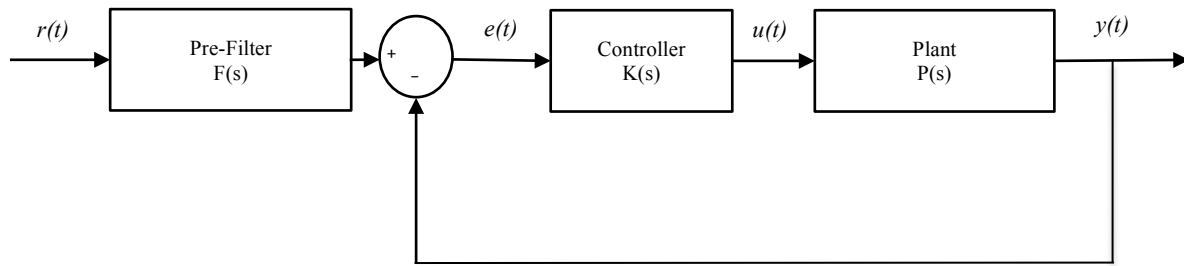 r(t)
Pre-Filter
F(s)
+
−
e(t)
Controller
K(s)
u(t)
Plant
P(s)
y(t)